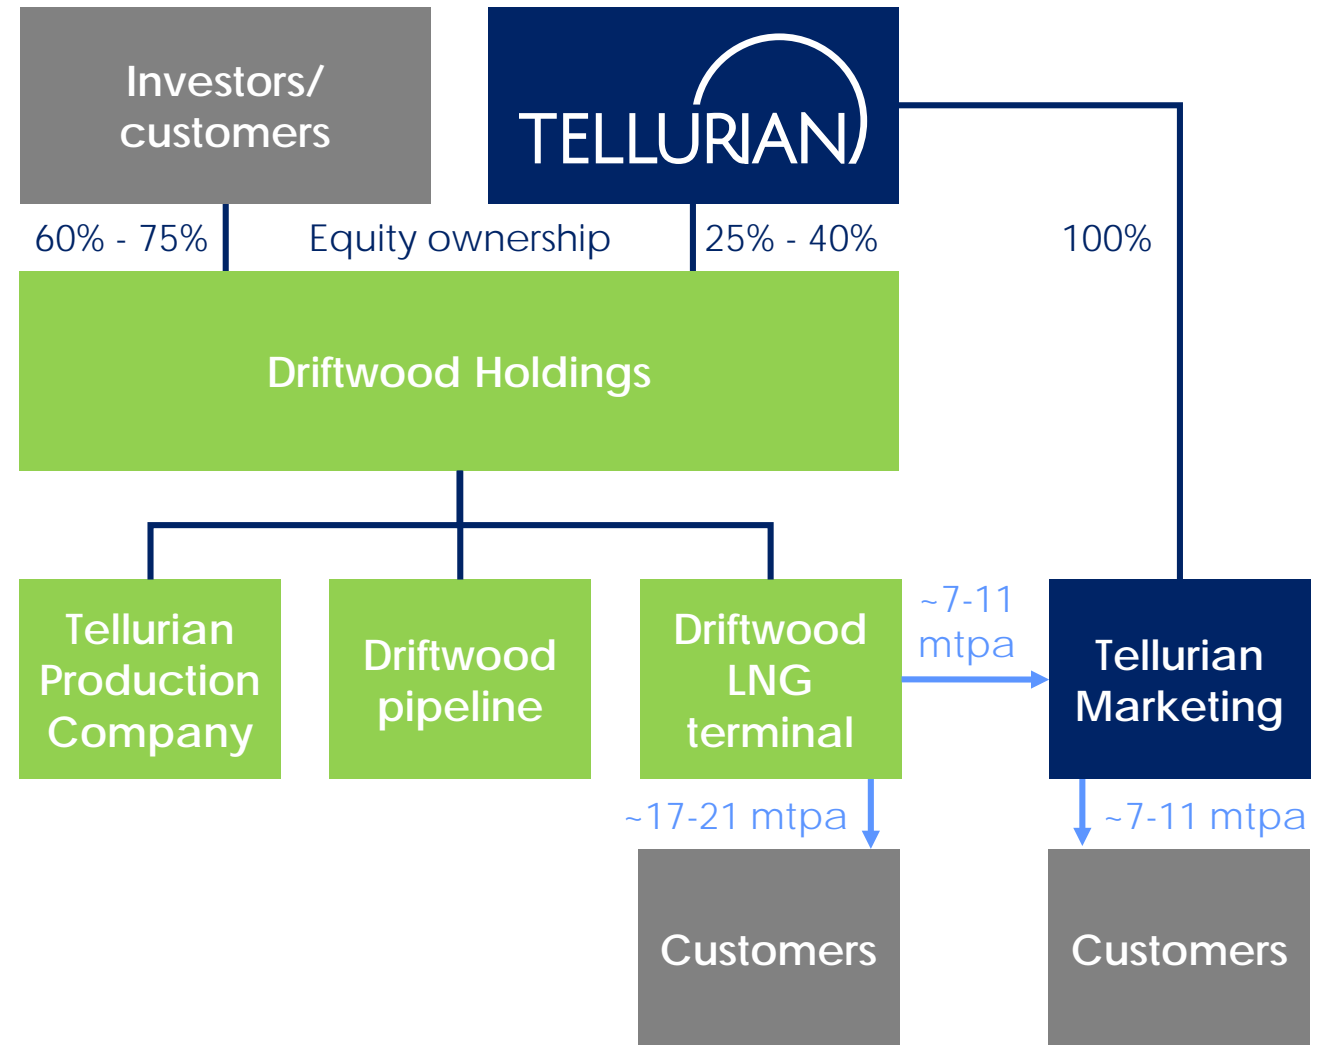 Investors/
customers
TELLURIAN
60% - 75%
Equity ownership
25% - 40%
100%
Driftwood Holdings
Tellurian
Production
Company
Driftwood
pipeline
Driftwood
LNG
terminal
~7-11
mtpa
Tellurian
Marketing
~17-21 mtpa
~7-11 mtpa
Customers
Customers